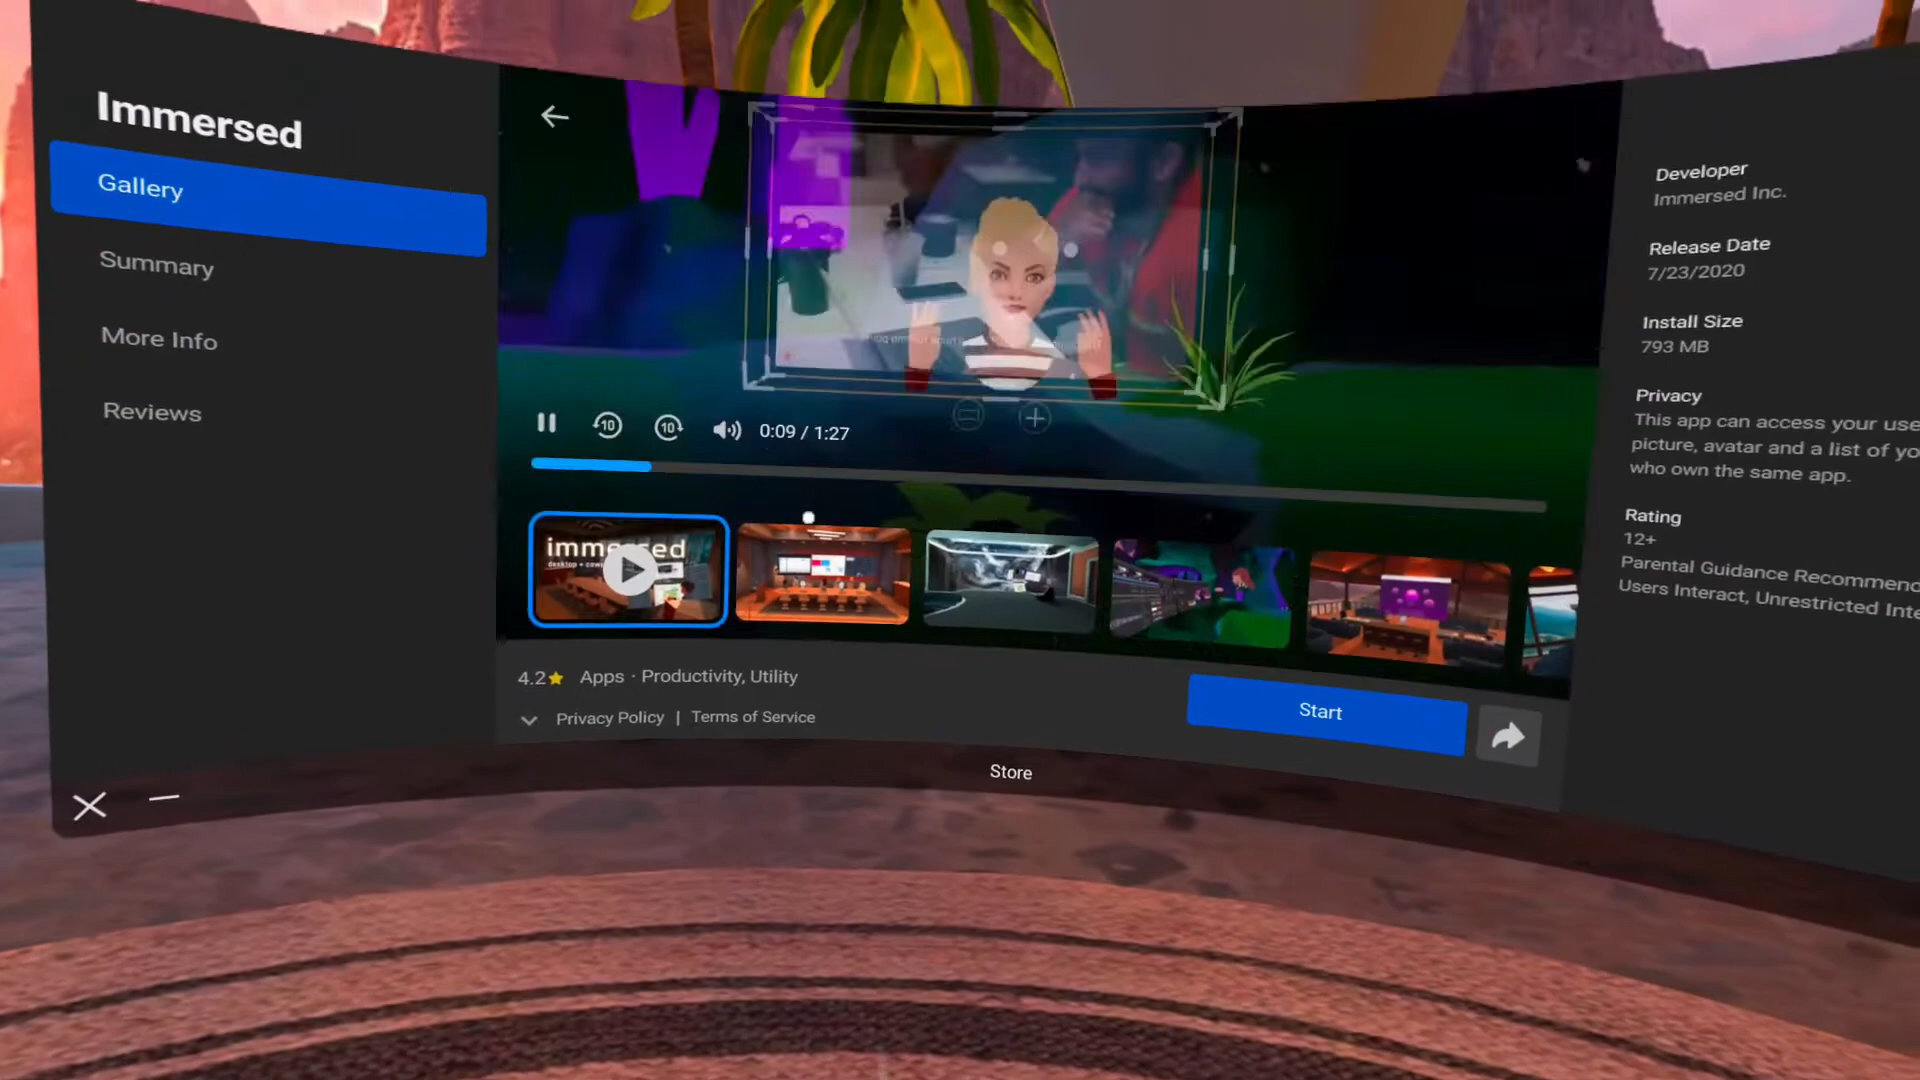 Immersed
Gallery
Summary
More Info
Reviews
10
10
0:09 / 1:27
immersed
4.2
Apps · Productivity, Utility
Privacy Policy | Terms of Service
Start
Store
Developer
Immersed Inc.
Release Date
7/23/2020
Install Size
793 MB
Privacy
This app can access your use
picture, avatar and a list of yo
who own the same app.
Rating
12+
Parental Guidance Recommend
Users Interact, Unrestricted Inte